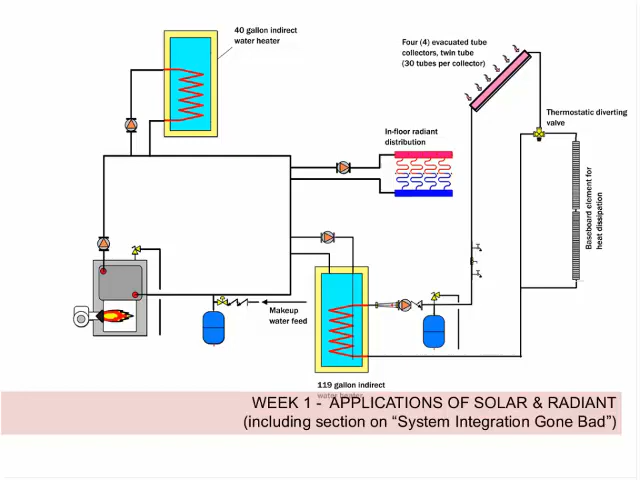 40 gallon indirect
water heater
Four (4) evacuated tube
collectors, twin tube
(30 tubes per collector)
Thermostatic diverting
valve
In-floor radiant
distribution
Baseboard element for
heat dissipation
Makeup
water feed
119 gallon indirect
water heater
WEEK 1 - APPLICATIONS OF SOLAR & RADIANT
(including section on “System Integration Gone Bad”)